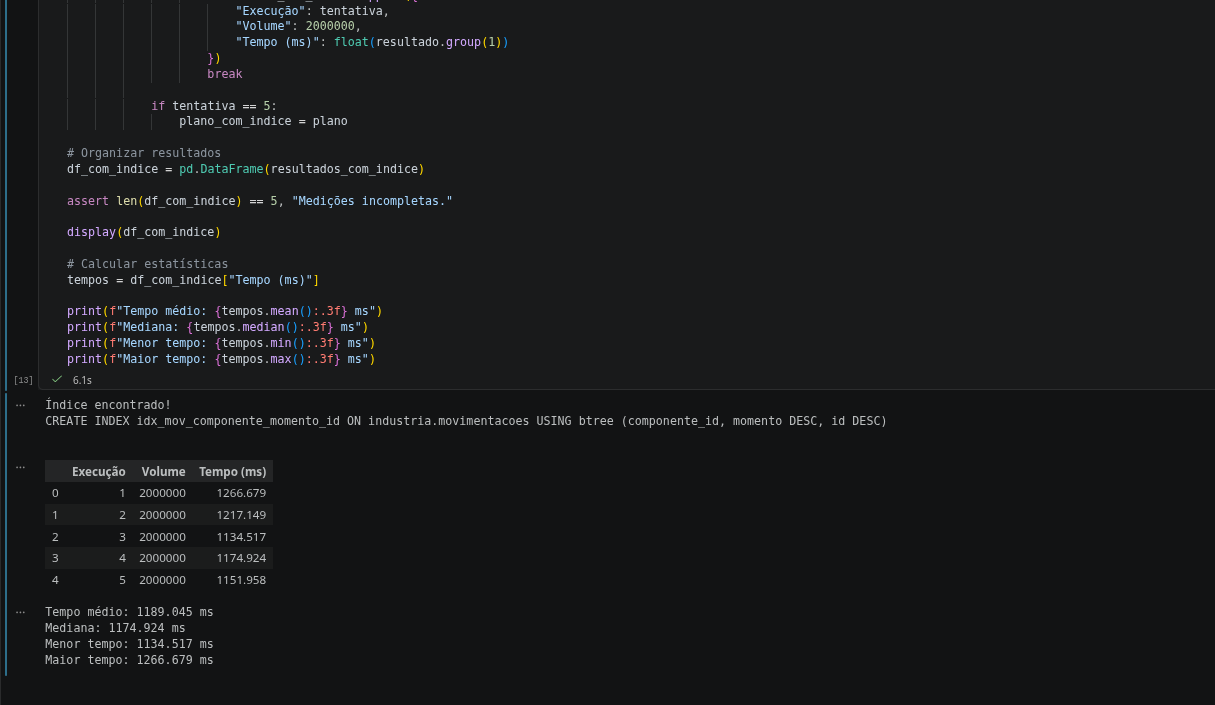 "Execução": tentativa,
"Volume": 2000000,
"Tempo (ms)": float(resultado.group(1))
})
break
if tentativa == 5:
plano_com_indice = plano
# Organizar resultados
df_com_indice = pd.DataFrame(resultados_com_indice)
assert len(df_com_indice) == 5, "Medições incompletas."
display(df_com_indice)
# Calcular estatísticas
tempos = df_com_indice["Tempo (ms)"]
print(f"Tempo médio: {tempos.mean():.3f} ms")
print(f"Mediana: {tempos.median():.3f} ms")
print(f"Menor tempo: {tempos.min():.3f} ms")
print(f"Maior tempo: {tempos.max():.3f} ms")
[13] 6.1s
... Índice encontrado!
CREATE INDEX idx_mov_componente_momento_id ON industria.movimentacoes USING btree (componente_id, momento DESC, id DESC)
...
Execução Volume Tempo (ms)
0 1 2000000 1266.679
1 2 2000000 1217.149
2 3 2000000 1134.517
3 4 2000000 1174.924
4 5 2000000 1151.958
... Tempo médio: 1189.045 ms
Mediana: 1174.924 ms
Menor tempo: 1134.517 ms
Maior tempo: 1266.679 ms